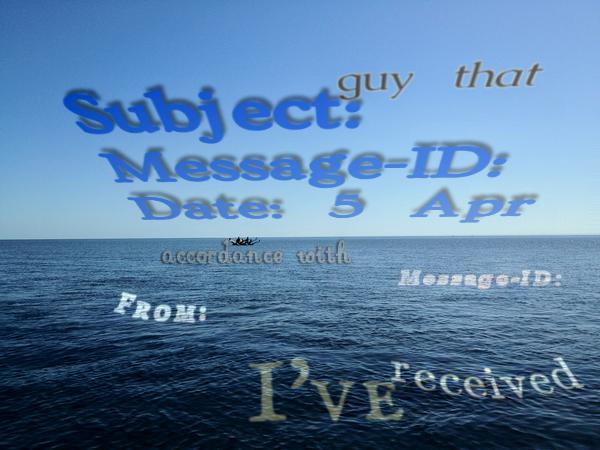 guy that
Subject:
Message-ID:
Date: 5 Apr
accordance with
Message-ID:
FROM:
I'VE
received